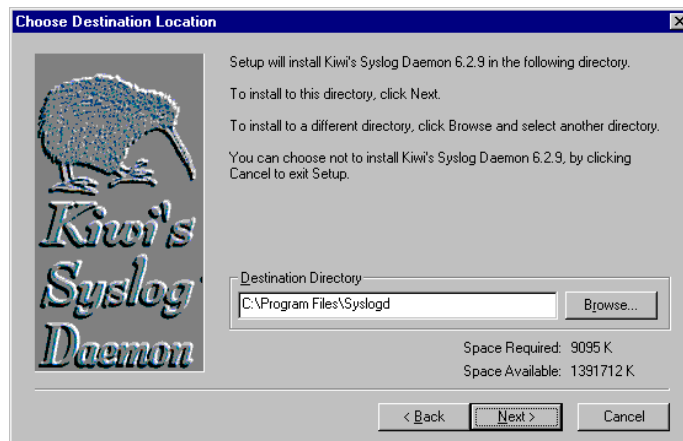 Choose Destination Location
Setup will install Kiwi's Syslog Daemon 6.2.9 in the following directory.
To install to this directory, click Next.
To install to a different directory, click Browse and select another directory.
You can choose not to install Kiwi's Syslog Daemon 6.2.9, by clicking
Cancel to exit Setup.
Kiwi's
Syslog
Daemon
Destination Directory
C:\Program Files\Syslogd
Browse...
Space Required: 9095 K
Space Available: 1391712 K
< Back
Next >
Cancel